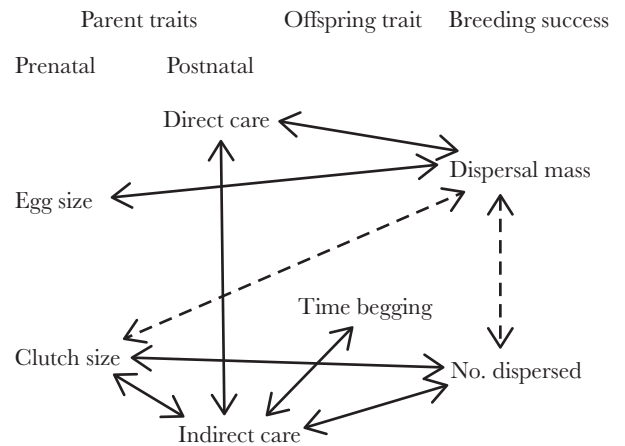 Parent traits Offspring trait Breeding success
Prenatal Postnatal
Direct care
Dispersal mass
Egg size
Time begging
Clutch size
No. dispersed
Indirect care